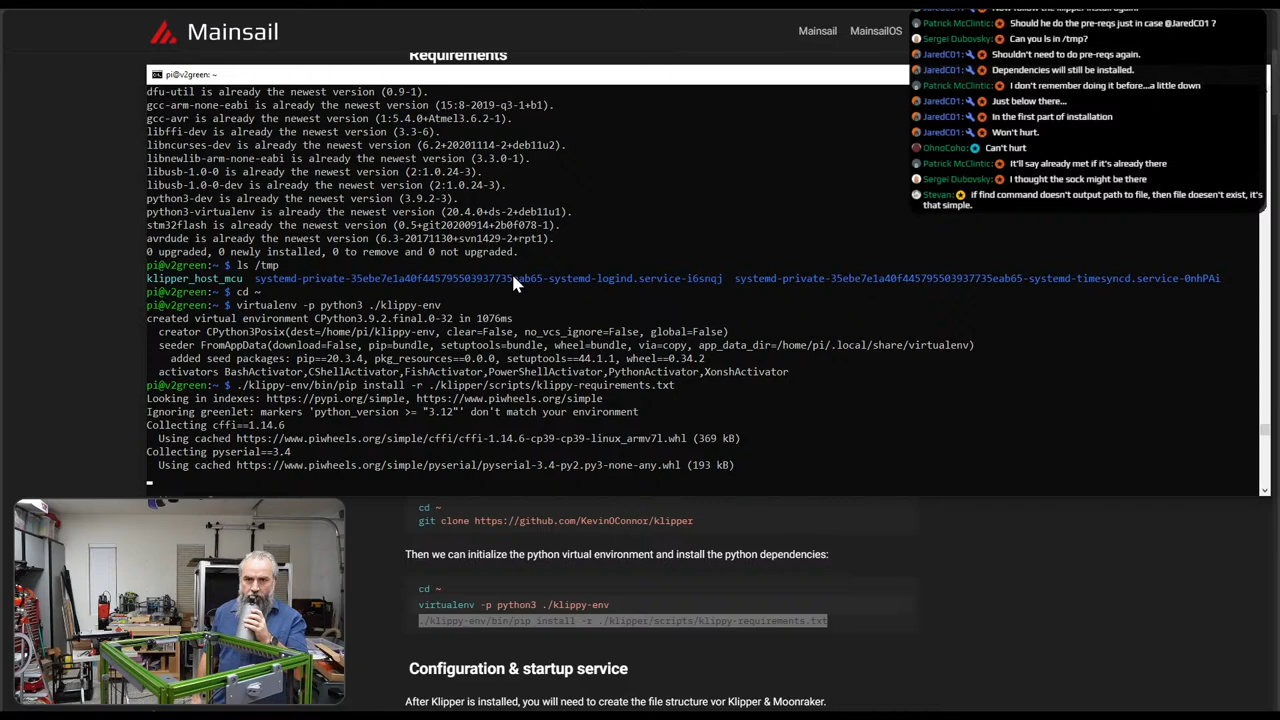 Mainsail
Mainsail
MainsailOS
Requirements
pi@v2green: ~
dfu-util is already the newest version (0.9-1).
gcc-arm-none-eabi is already the newest version (15:8-2019-q3-1+b1).
gcc-avr is already the newest version (1:5.4.0+Atmel3.6.2-1).
libffi-dev is already the newest version (3.3-6).
libncurses-dev is already the newest version (6.2+20201114-2+deb11u2).
libnewlib-arm-none-eabi is already the newest version (3.3.0-1).
libusb-1.0-0 is already the newest version (2:1.0.24-3).
libusb-1.0-0-dev is already the newest version (2:1.0.24-3).
python3-dev is already the newest version (3.9.2-3).
python3-virtualenv is already the newest version (20.4.0+ds-2+deb11u1).
stm32flash is already the newest version (0.5+git20200914+2b0f078-1).
avrdude is already the newest version (6.3-20171130+svn1429-2+rpt1).
0 upgraded, 0 newly installed, 0 to remove and 0 not upgraded.
pi@v2green:~ $ ls /tmp
klipper_host_mcu systemd-private-35ebe7e1a40f445795503937735eab65-systemd-logind.service-i6snqj systemd-private-35ebe7e1a40f445795503937735eab65-systemd-timesyncd.service-0nhPAi
pi@v2green:~ $ cd ~
pi@v2green:~ $ virtualenv -p python3 ./klippy-env
created virtual environment CPython3.9.2.final.0-32 in 1076ms
creator CPython3Posix(dest=/home/pi/klippy-env, clear=False, no_vcs_ignore=False, global=False)
seeder FromAppData(download=False, pip=bundle, setuptools=bundle, wheel=bundle, via=copy, app_data_dir=/home/pi/.local/share/virtualenv)
added seed packages: pip==20.3.4, pkg_resources==0.0.0, setuptools==44.1.1, wheel==0.34.2
activators BashActivator,CShellActivator,FishActivator,PowerShellActivator,PythonActivator,XonshActivator
pi@v2green:~ $ ./klippy-env/bin/pip install -r ./klipper/scripts/klippy-requirements.txt
Looking in indexes: https://pypi.org/simple, https://www.piwheels.org/simple
Ignoring greenlet: markers 'python_version >= "3.12"' don't match your environment
Collecting cffi==1.14.6
Using cached https://www.piwheels.org/simple/cffi/cffi-1.14.6-cp39-cp39-linux_armv7l.whl (369 kB)
Collecting pyserial==3.4
Using cached https://www.piwheels.org/simple/pyserial/pyserial-3.4-py2.py3-none-any.whl (193 kB)
Patrick McClintic: Should he do the pre-reqs just in case @JaredC01 ?
Sergei Dubovsky: Can you ls in /tmp?
JaredC01: Shouldn't need to do pre-reqs again.
JaredC01: Dependencies will still be installed.
Patrick McClintic: I don't remember doing it before...a little down
JaredC01: Just below there...
JaredC01: In the first part of installation
JaredC01: Won't hurt.
OhnoCoho: Can't hurt
Patrick McClintic: It'll say already met if it's already there
Sergei Dubovsky: I thought the sock might be there
Stevan: if find command doesn't output path to file, then file doesen't exist, it's
that simple.
cd ~
git clone https://github.com/KevinOConnor/klipper
Then we can initialize the python virtual environment and install the python dependencies:
cd ~
virtualenv -p python3 ./klippy-env
./klippy-env/bin/pip install -r ./klipper/scripts/klippy-requirements.txt
Configuration & startup service
After Klipper is installed, you will need to create the file structure vor Klipper & Moonraker.